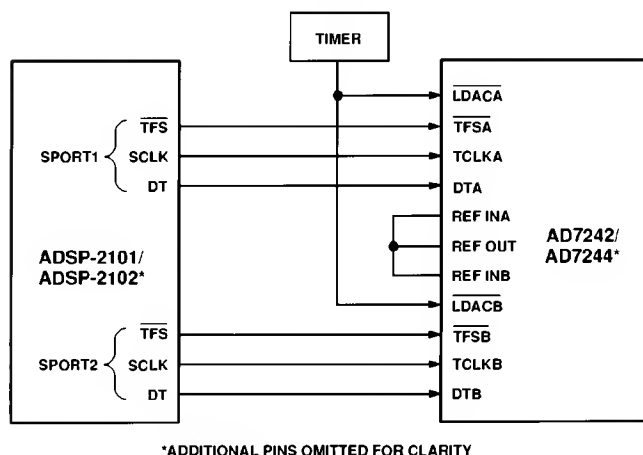 TIMER
TFS
SPORT1
SCLK
DT
ADSP-2101/
ADSP-2102*
TFS
SPORT2
SCLK
DT
LDACA
TFSA
TCLKA
DTA
REF INA
REF OUT
REF INB
AD7242/
AD7244*
LDACB
TFSB
TCLKB
DTB
*ADDITIONAL PINS OMITTED FOR CLARITY